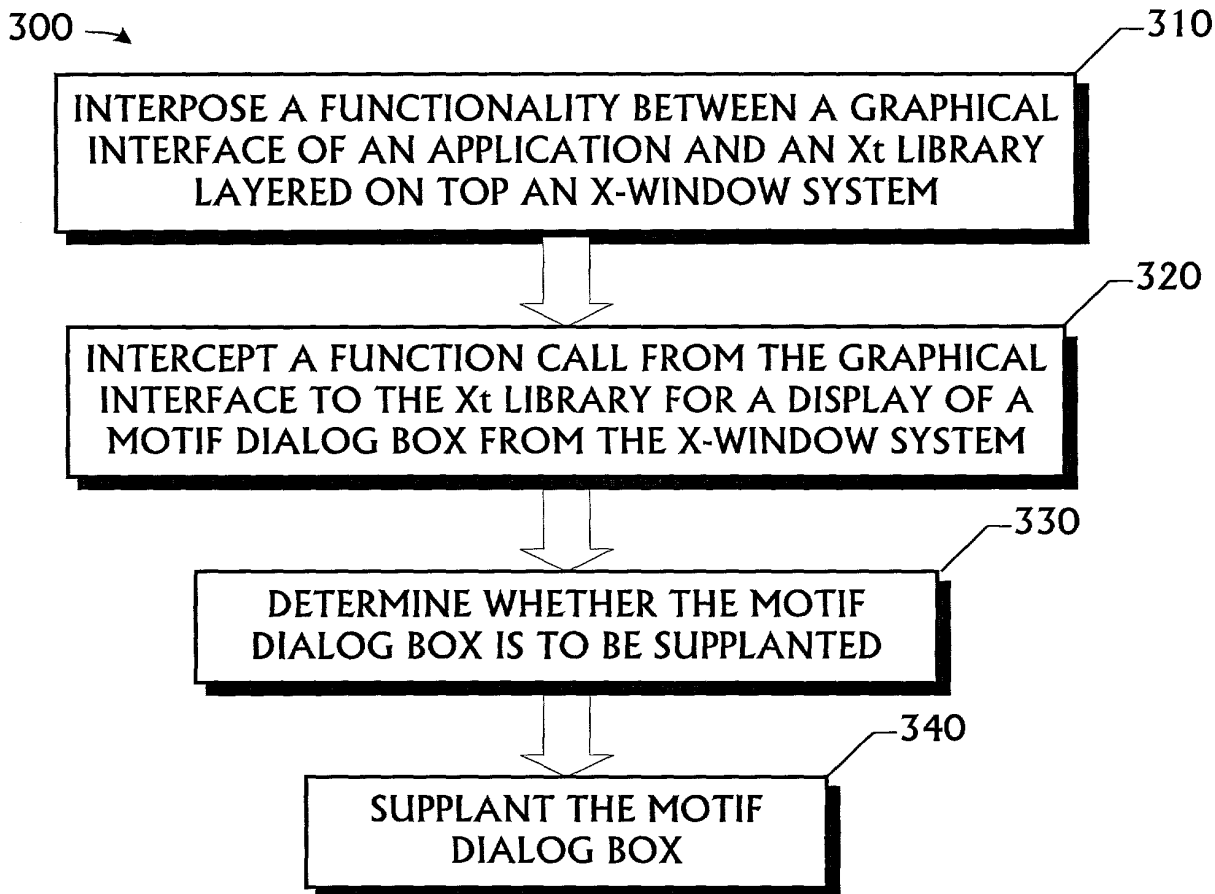 300
310
INTERPOSE A FUNCTIONALITY BETWEEN A GRAPHICAL
INTERFACE OF AN APPLICATION AND AN Xt LIBRARY
LAYERED ON TOP AN X-WINDOW SYSTEM
320
INTERCEPT A FUNCTION CALL FROM THE GRAPHICAL
INTERFACE TO THE Xt LIBRARY FOR A DISPLAY OF A
MOTIF DIALOG BOX FROM THE X-WINDOW SYSTEM
330
DETERMINE WHETHER THE MOTIF
DIALOG BOX IS TO BE SUPPLANTED
340
SUPPLANT THE MOTIF
DIALOG BOX